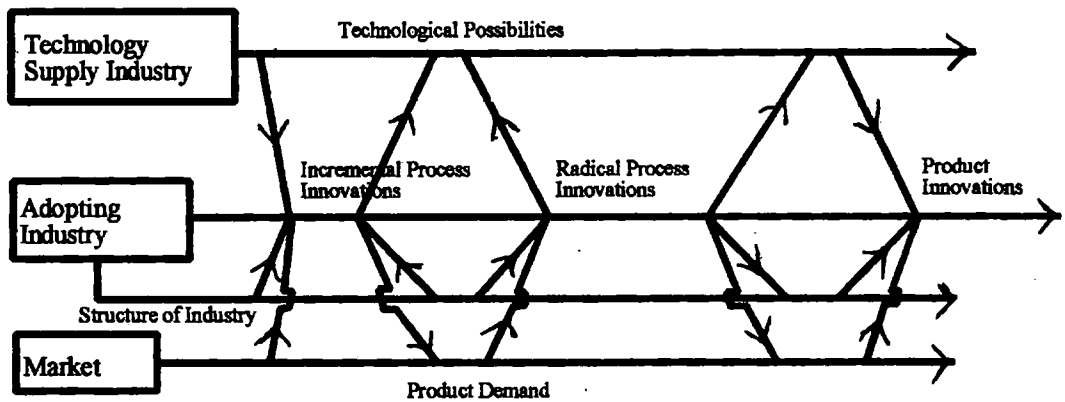 Technological Possibilities
Technology
Supply Industry
Incremental Process
Innovations
Radical Process
Innovations
Product
Innovations
Adopting
Industry
Structure of Industry
Market
Product Demand